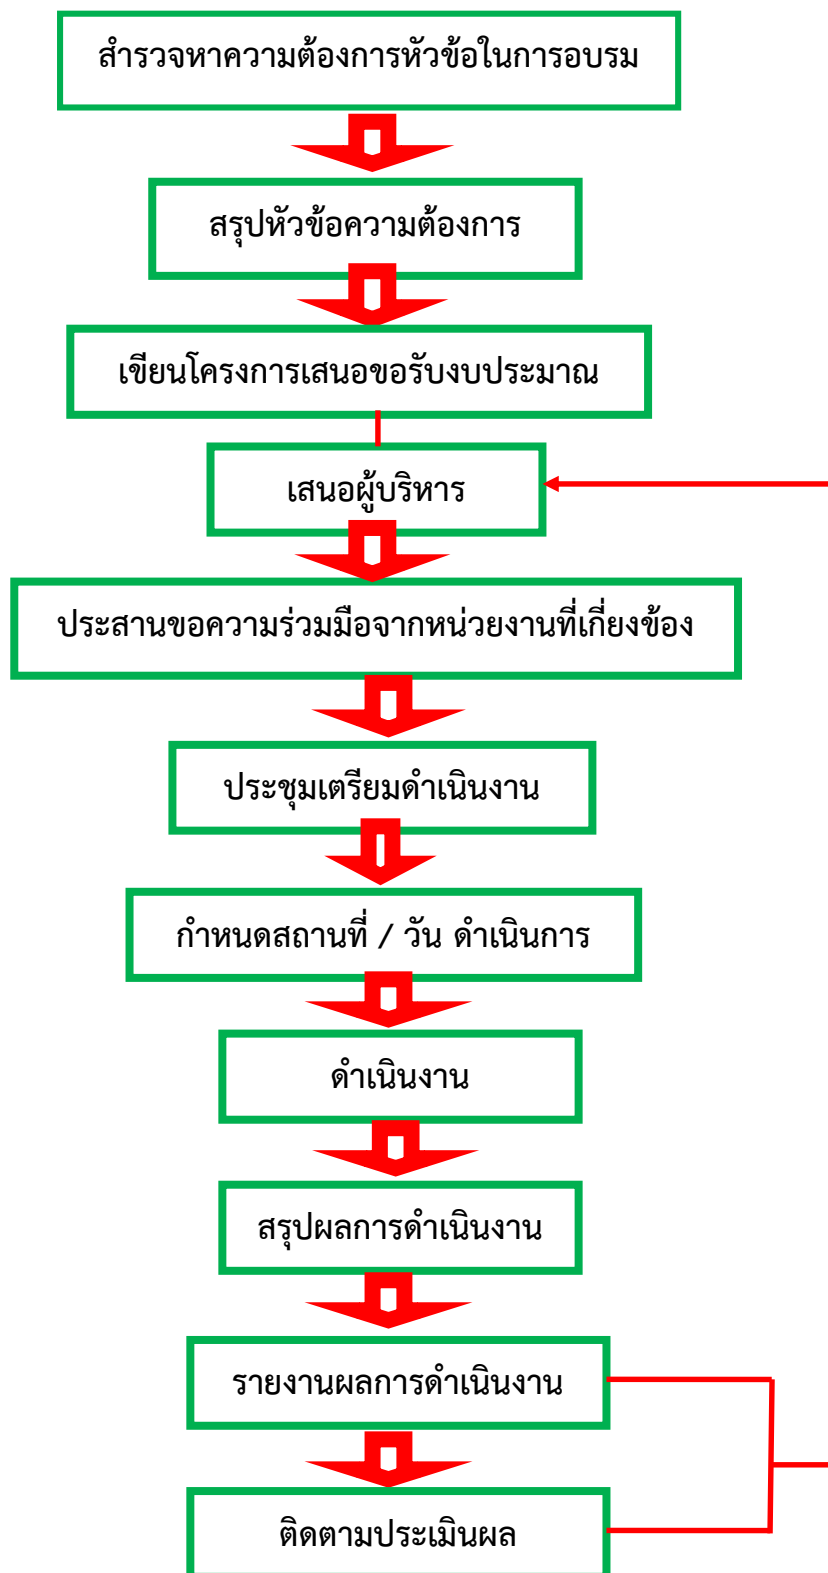 สำรวจหาความต้องการหัวข้อในการอบรม
สรุปหัวข้อความต้องการ
เขียนโครงการเสนอขอรับงบประมาณ
เสนอผู้บริหาร
ประสานขอความร่วมมือจากหน่วยงานที่เกี่ยงข้อง
ประชุมเตรียมดำเนินงาน
กำหนดสถานที่ / วัน ดำเนินการ
ดำเนินงาน
สรุปผลการดำเนินงาน
รายงานผลการดำเนินงาน
ติดตามประเมินผล